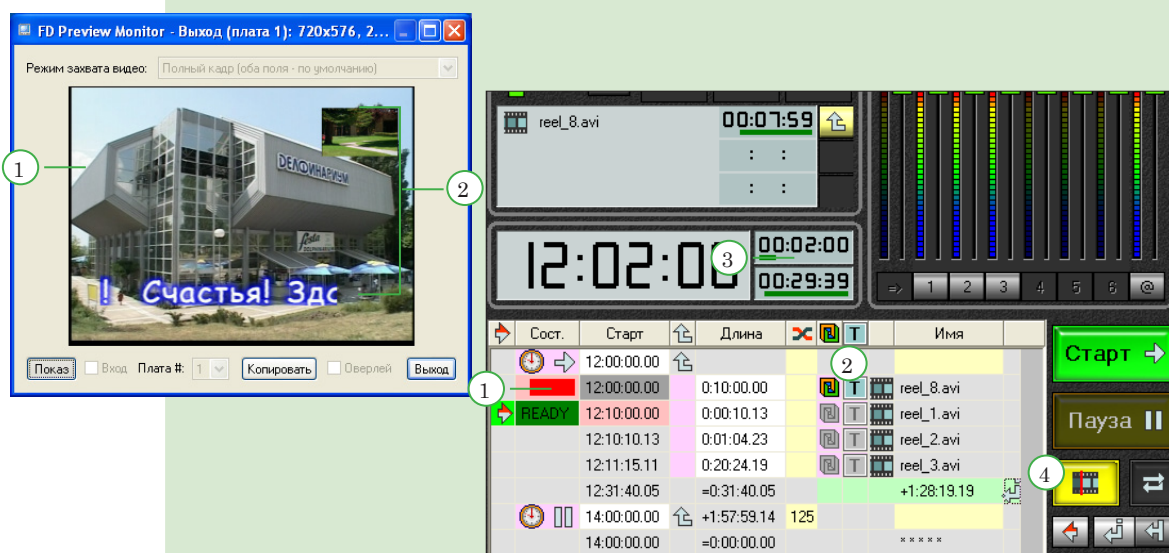 FD Preview Monitor - Выход (плата 1): 720x576, 2...
Режим захвата видео: Полный кадр (оба поля - по умолчанию)
ДЕЛФИНАРИУМ
festa
! Счастья! Здс
1
2
Показ Вход Плата #: 1 Копировать Оверлей Выход
reel_8.avi 00:07:59
: :
: :
12:02:00 00:02:00
3
00:29:39
=> 1 2 3 4 5 6 @
Сост. Старт Длина T Имя
12:00:00.00
2
1
12:00:00.00 0:10:00.00 T reel_8.avi
READY 12:10:00.00 0:00:10.13 T reel_1.avi
12:10:10.13 0:01:04.23 T reel_2.avi
12:11:15.11 0:20:24.19 T reel_3.avi
12:31:40.05 =0:31:40.05 +1:28:19.19
14:00:00.00 +1:57:59.14 125
14:00:00.00 =0:00:00.00 * * * * *
Старт
Пауза
4